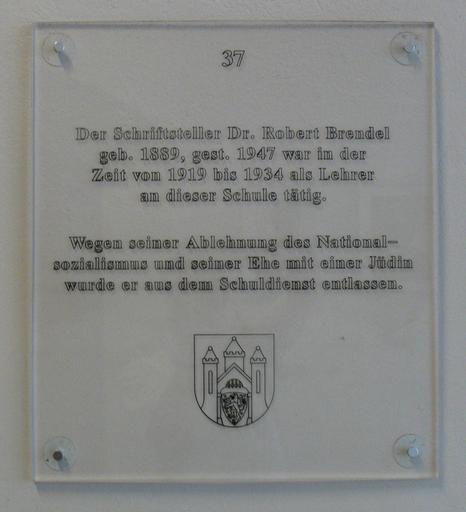 37
Der Schriftsteller Dr. Robert Brendel
geb. 1889, gest. 1947 war in der
Zeit von 1919 bis 1934 als Lehrer
an dieser Schule tätig.
Wegen seiner Ablehnung des National-
sozialismus und seiner Ehe mit einer Jüdin
wurde er aus dem Schuldienst entlassen.